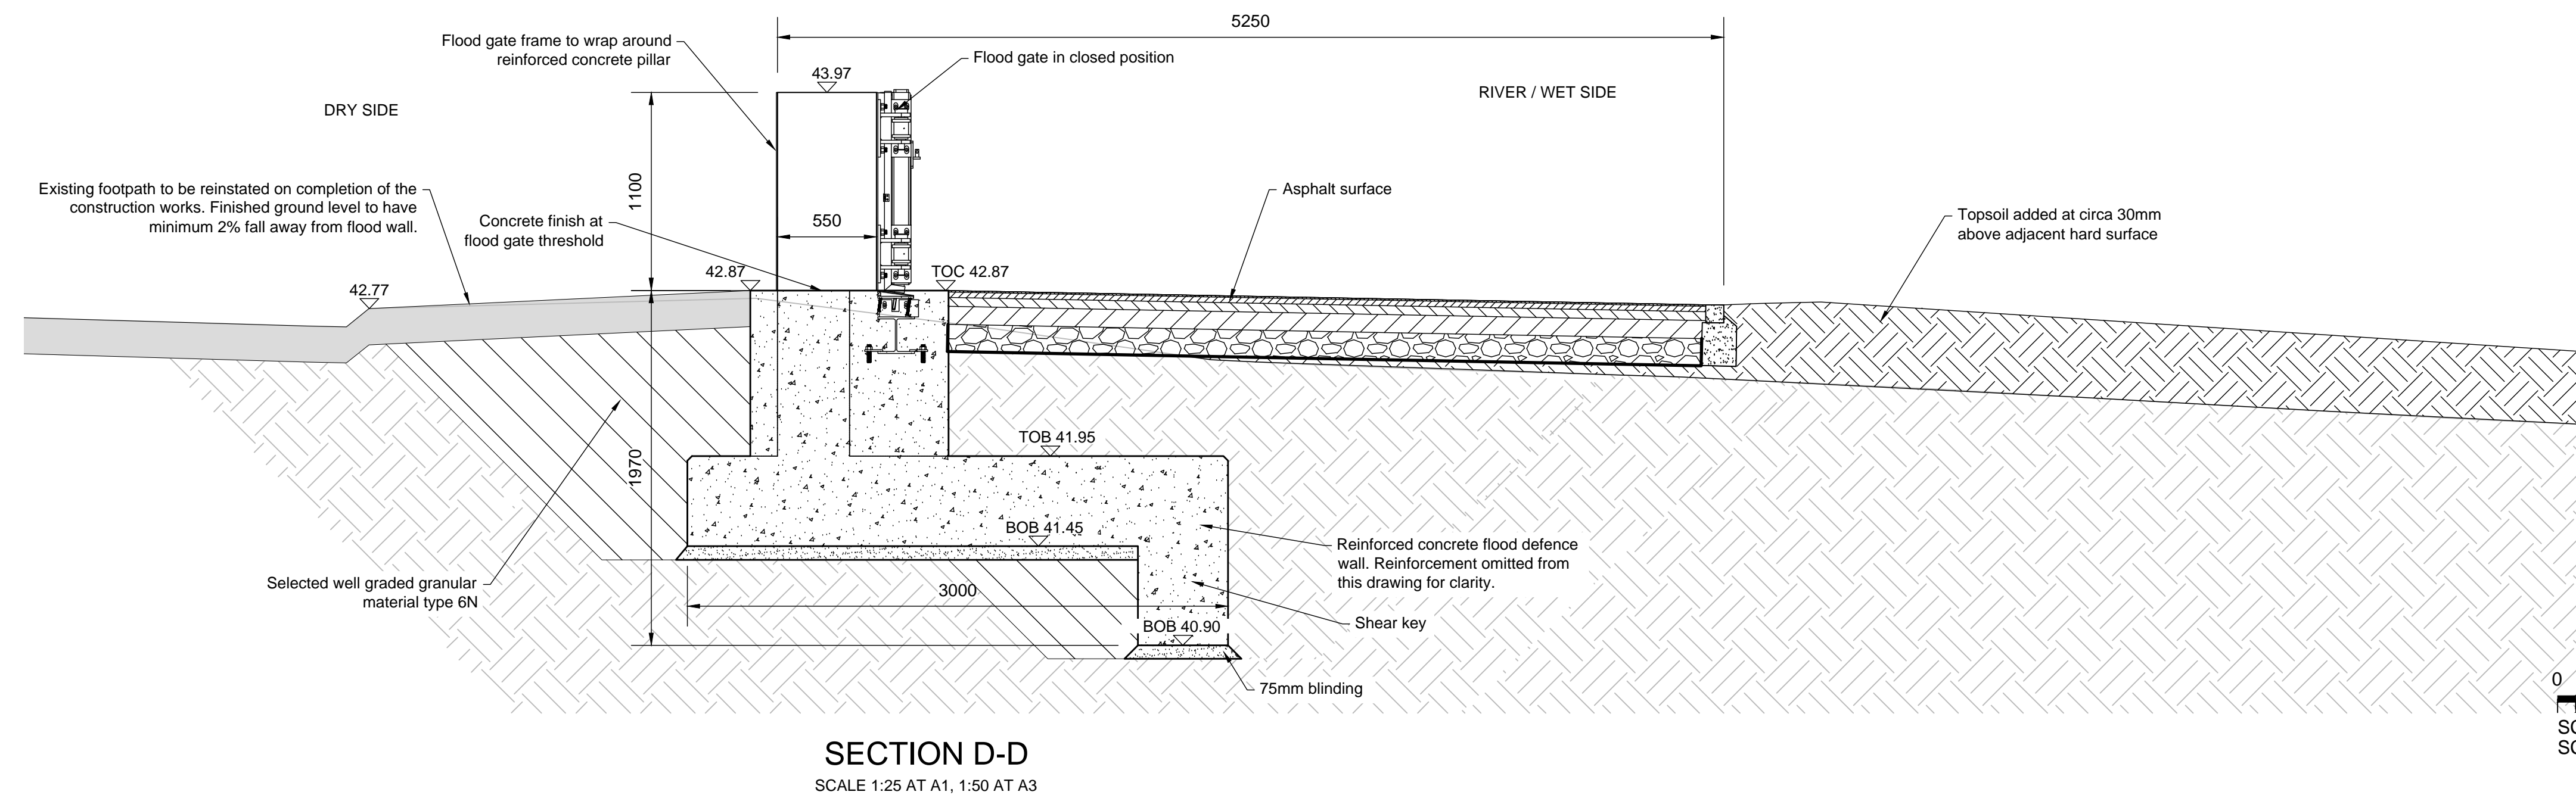 5250
Flood gate frame to wrap around
reinforced concrete pillar
Flood gate in closed position
43.97
RIVER / WET SIDE
DRY SIDE
1100
Existing footpath to be reinstated on completion of the
construction works. Finished ground level to have
minimum 2% fall away from flood wall.
Concrete finish at
flood gate threshold
550
Asphalt surface
Topsoil added at circa 30mm
above adjacent hard surface
42.87
TOC 42.87
42.77
TOB 41.95
1970
BOB 41.45
Reinforced concrete flood defence
wall. Reinforcement omitted from
this drawing for clarity.
Selected well graded granular
material type 6N
3000
Shear key
BOB 40.90
75mm blinding
0
SECTION D-D
SCALE 1:25 AT A1, 1:50 AT A3